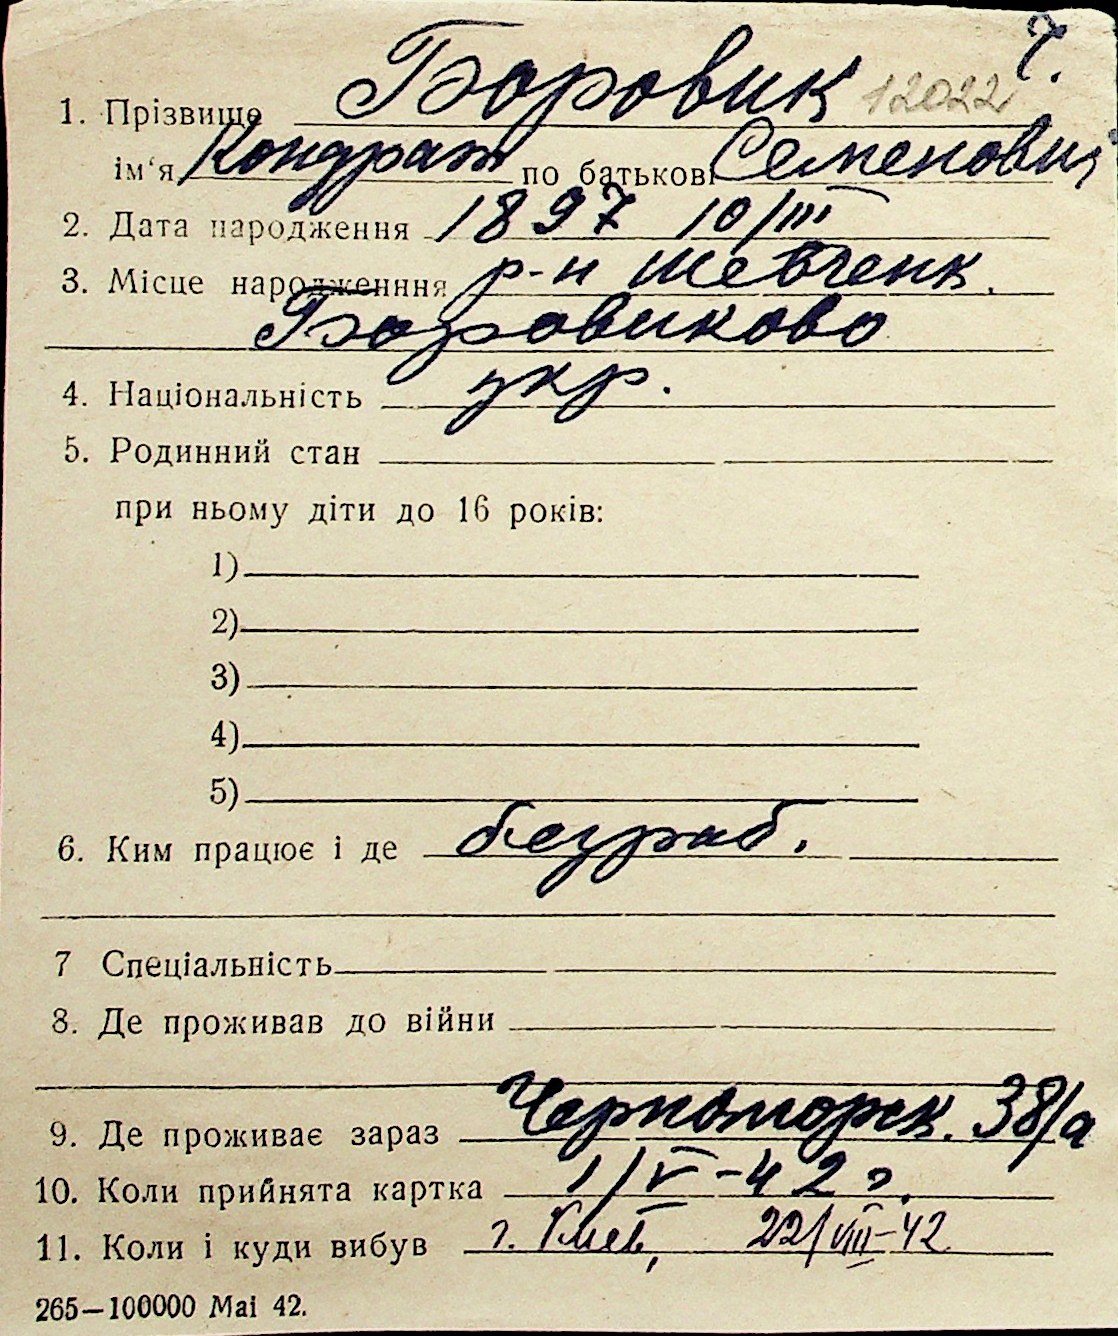 Ч.
1. Прізвище Боровик 12022
ім‘я Кондрат по батькові Семенович
2. Дата народження 1897 10/III
3. Місце народженння р-н Шевченк.
Боровиково
4. Національність укр.
5. Родинний стан
при ньому діти до 16 років:
1)
2)
3)
4)
5)
6. Ким працює і де безраб.
7 Спеціальність
8. Де проживав до війни
9. Де проживає зараз Черноморск. 38/а
10. Коли прийнята картка 1/V-42 г.
11. Коли і куди вибув г. Киев, 22/VIII-42
265—100000 Mai 42.